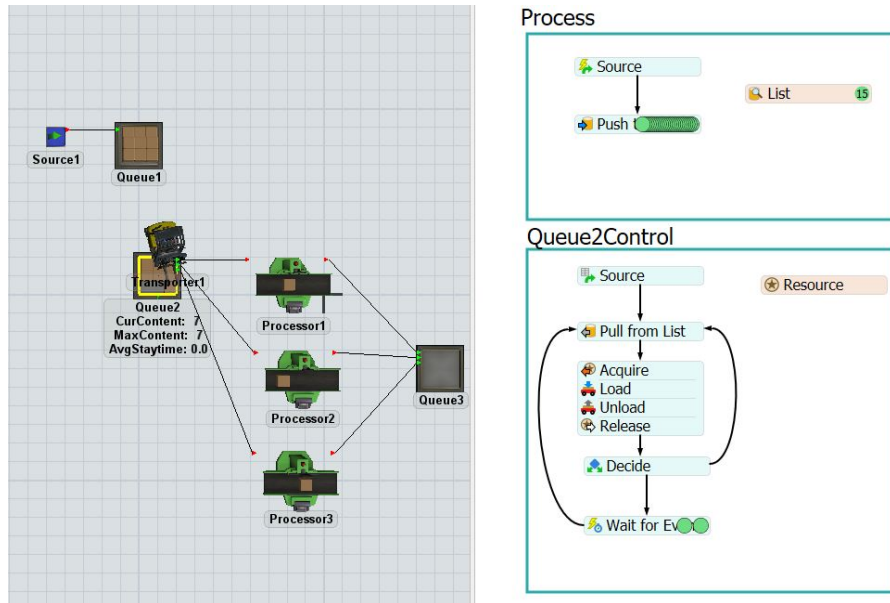 Process
Source
List
15
Push
Source1
Queue1
Queue2Control
Source
Resource
Transporter1
Queue2
CurContent: 7
MaxContent: 7
AvgStaytime: 0.0
Processor1
Pull from List
Acquire
Load
Unload
Release
Processor2
Queue3
Decide
Processor3
Wait for Ev